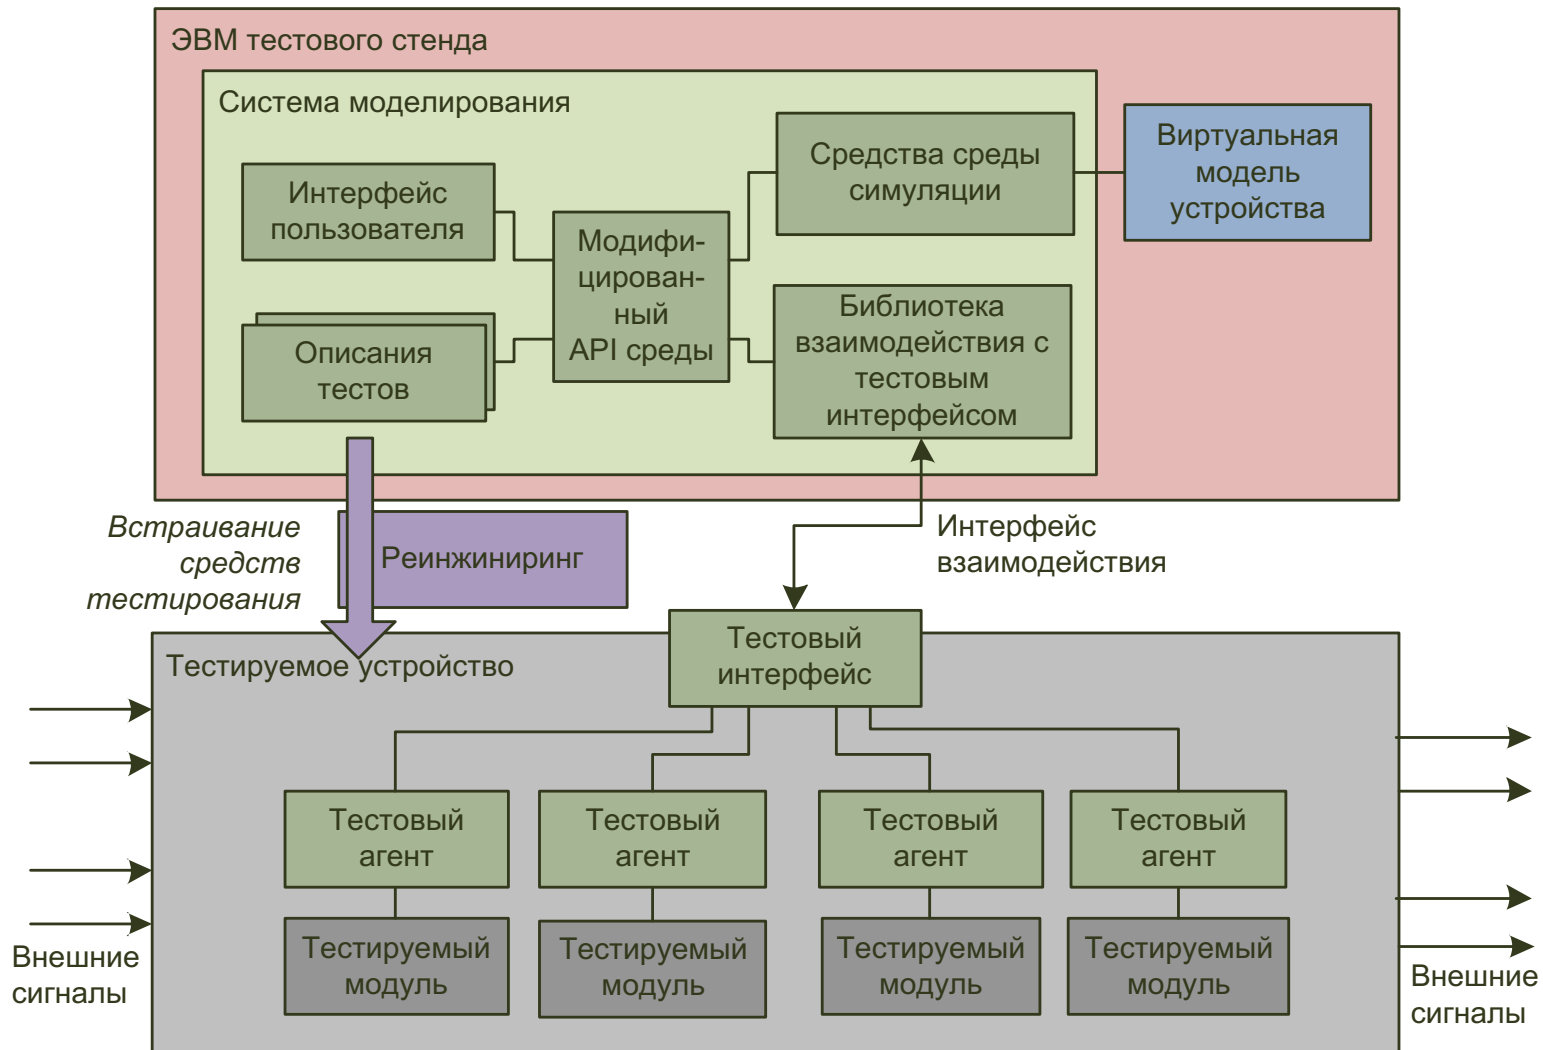 ЭВМ тестового стенда
Система моделирования
Интерфейс
пользователя
Описания
тестов
Модифи-
цирован-
ный
API среды
Средства среды
симуляции
Библиотека
взаимодействия с
тестовым
интерфейсом
Виртуальная
модель
устройства
Встраивание
средств
тестирования
Реинжиниринг
Интерфейс
взаимодействия
Тестируемое устройство
Тестовый
интерфейс
Тестовый
агент
Тестовый
агент
Тестовый
агент
Тестовый
агент
Тестируемый
модуль
Тестируемый
модуль
Тестируемый
модуль
Тестируемый
модуль
Внешние
сигналы
Внешние
сигналы